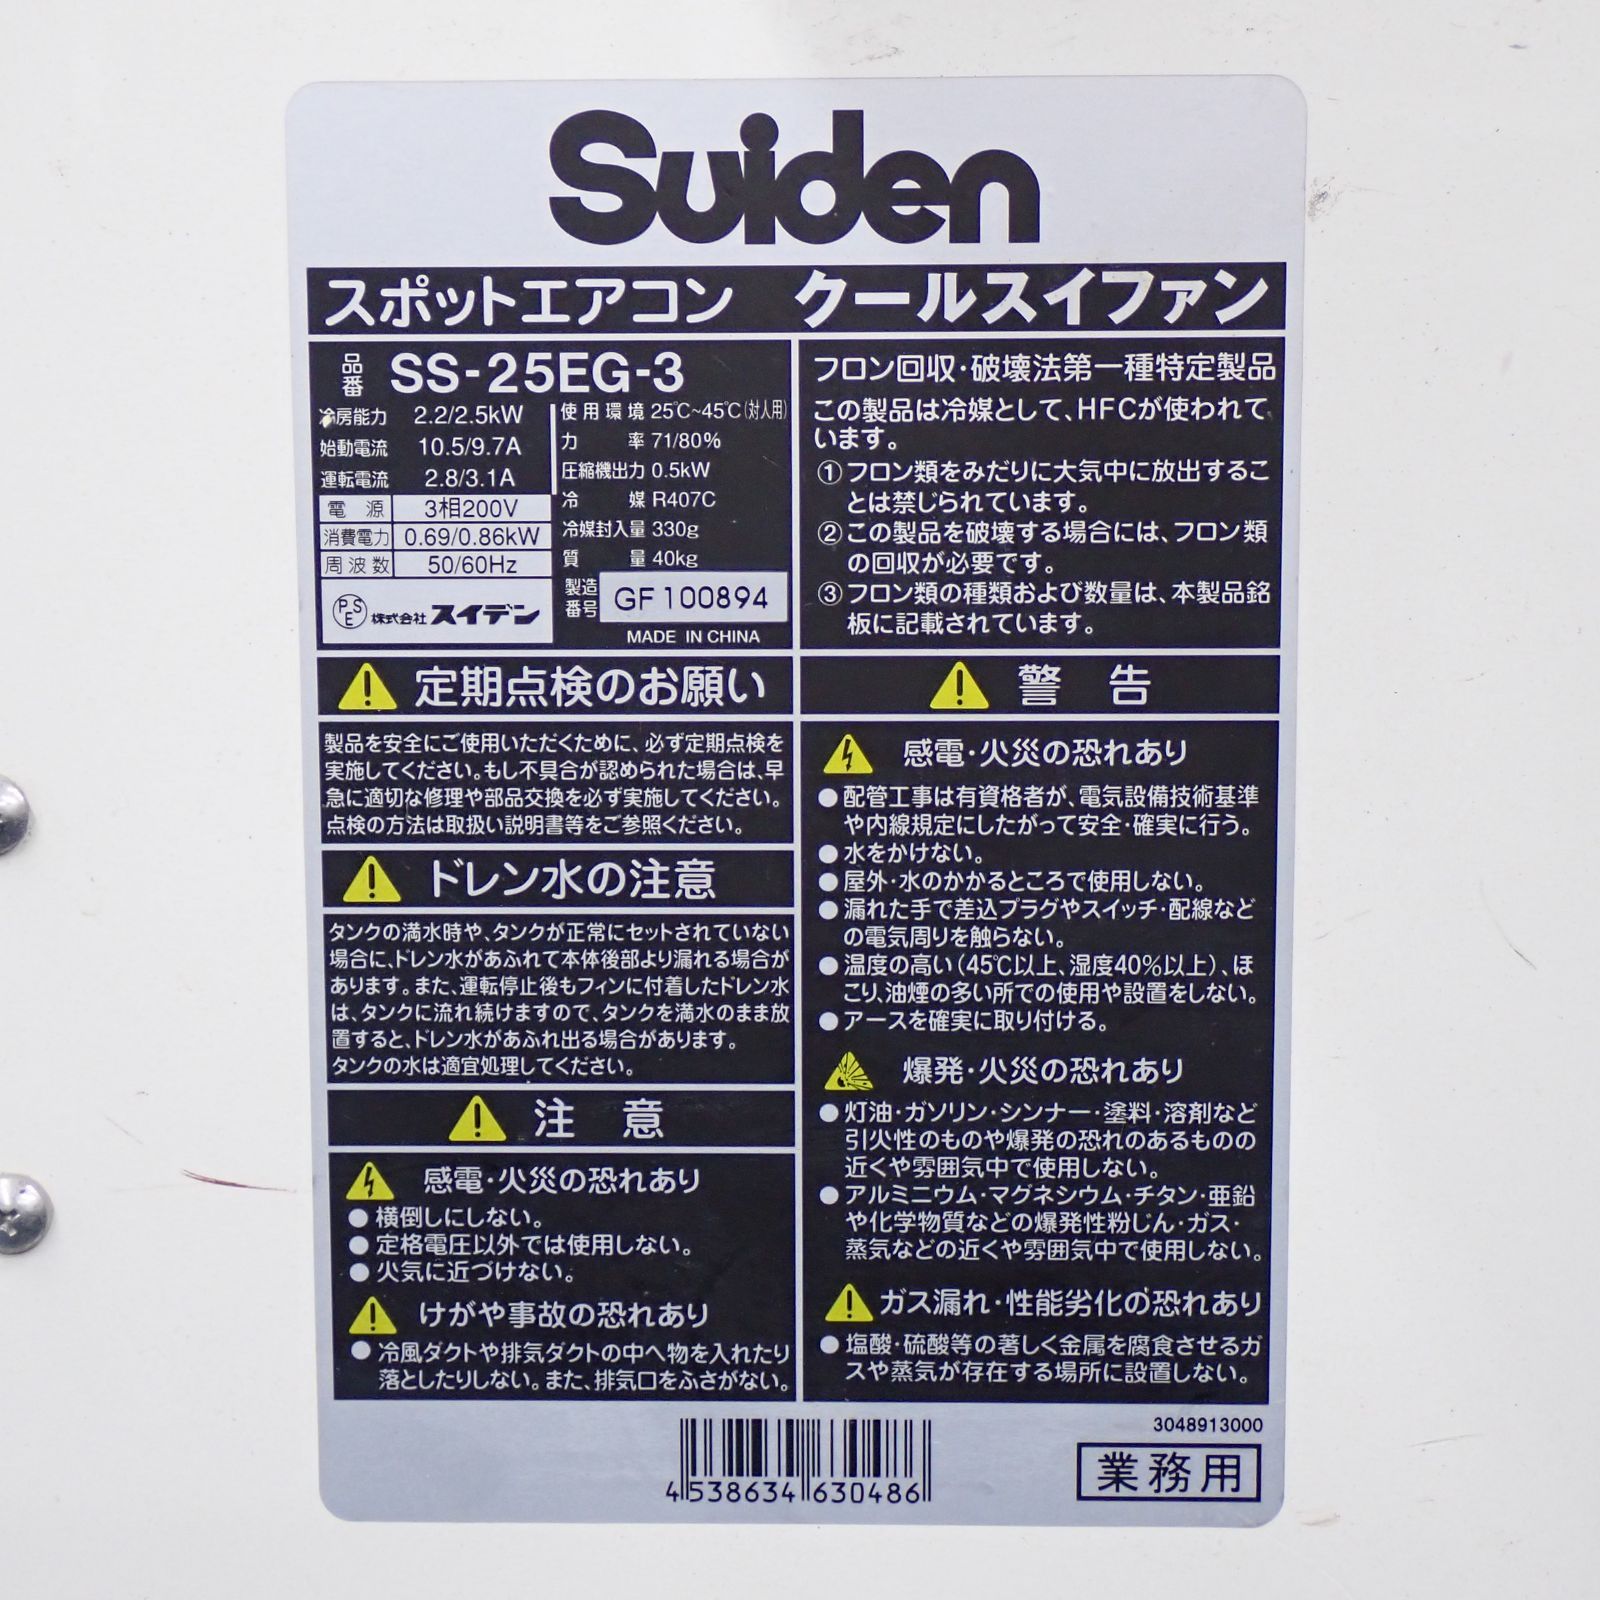 Suiden
スポットエアコン クールスイファン
品番 SS-25EG-3
冷房能力 2.2/2.5kW
始動電流 10.5/9.7A
運転電流 2.8/3.1A
電源 3相200V
消費電力 0.69/0.86kW
周波数 50/60Hz
PSE 株式会社スイデン
使用環境 25℃~45℃(対人用)
力率 71/80%
圧縮機出力 0.5kW
冷媒 R407C
冷媒封入量 330g
質量 40kg
製造番号 GF100894
MADE IN CHINA
フロン回収・破壊法第一種特定製品
この製品は冷媒として、HFCが使われて
います。
①フロン類をみだりに大気中に放出するこ
とは禁じられています。
②この製品を破壊する場合には、フロン類
の回収が必要です。
③フロン類の種類および数量は、本製品銘
板に記載されています。
定期点検のお願い
製品を安全にご使用いただくために、必ず定期点検を
実施してください。もし不具合が認められた場合は、早
急に適切な修理や部品交換を必ず実施してください。
点検の方法は取扱い説明書等をご参照ください。
ドレン水の注意
タンクの満水時や、タンクが正常にセットされていない
場合に、ドレン水があふれて本体後部より漏れる場合が
あります。また、運転停止後もフィンに付着したドレン水
は、タンクに流れ続けますので、タンクを満水のまま放
置すると、ドレン水があふれ出る場合があります。
タンクの水は適宜処理してください。
注意
感電・火災の恐れあり
●横倒しにしない。
●定格電圧以外では使用しない。
●火気に近づけない。
けがや事故の恐れあり
●冷風ダクトや排気ダクトの中へ物を入れたり
落としたりしない。また、排気口をふさがない。
警告
感電・火災の恐れあり
●配管工事は有資格者が、電気設備技術基準
や内線規定にしたがって安全・確実に行う。
●水をかけない。
●屋外・水のかかるところで使用しない。
●漏れた手で差込プラグやスイッチ・配線など
の電気周りを触らない。
●温度の高い(45℃以上、湿度40%以上)、ほ
こり、油煙の多い所での使用や設置をしない。
●アースを確実に取り付ける。
爆発・火災の恐れあり
●灯油・ガソリン・シンナー・塗料・溶剤など
引火性のものや爆発の恐れのあるものの
近くや雰囲気中で使用しない。
●アルミニウム・マグネシウム・チタン・亜鉛
や化学物質などの爆発性粉じん・ガス・
蒸気などの近くや雰囲気中で使用しない。
ガス漏れ・性能劣化の恐れあり
●塩酸・硫酸等の著しく金属を腐食させるガ
スや蒸気が存在する場所に設置しない。
3048913000
業務用
4538634630486